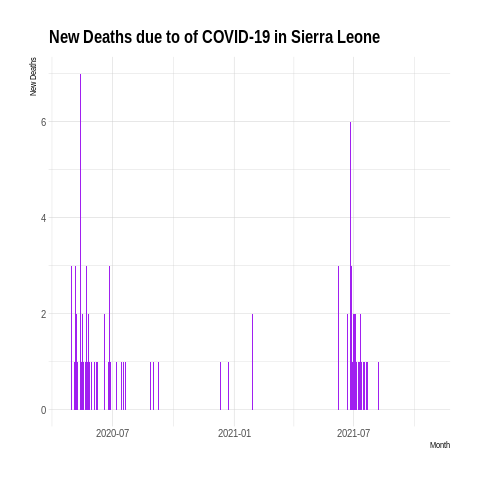 New Deaths due to of COVID-19 in Sierra Leone
New Deaths
6
4
2
0
2020-07 2021-01 2021-07
Month